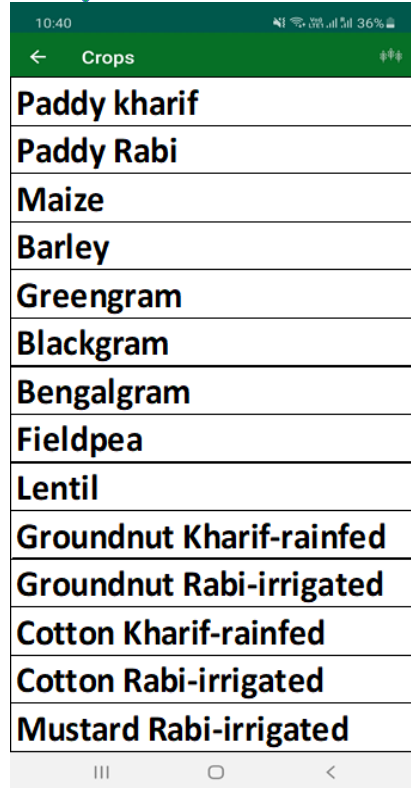 10:40
36%
Crops
Paddy kharif
Paddy Rabi
Maize
Barley
Greengram
Blackgram
Bengalgram
Fieldpea
Lentil
Groundnut Kharif-rainfed
Groundnut Rabi-irrigated
Cotton Kharif-rainfed
Cotton Rabi-irrigated
Mustard Rabi-irrigated